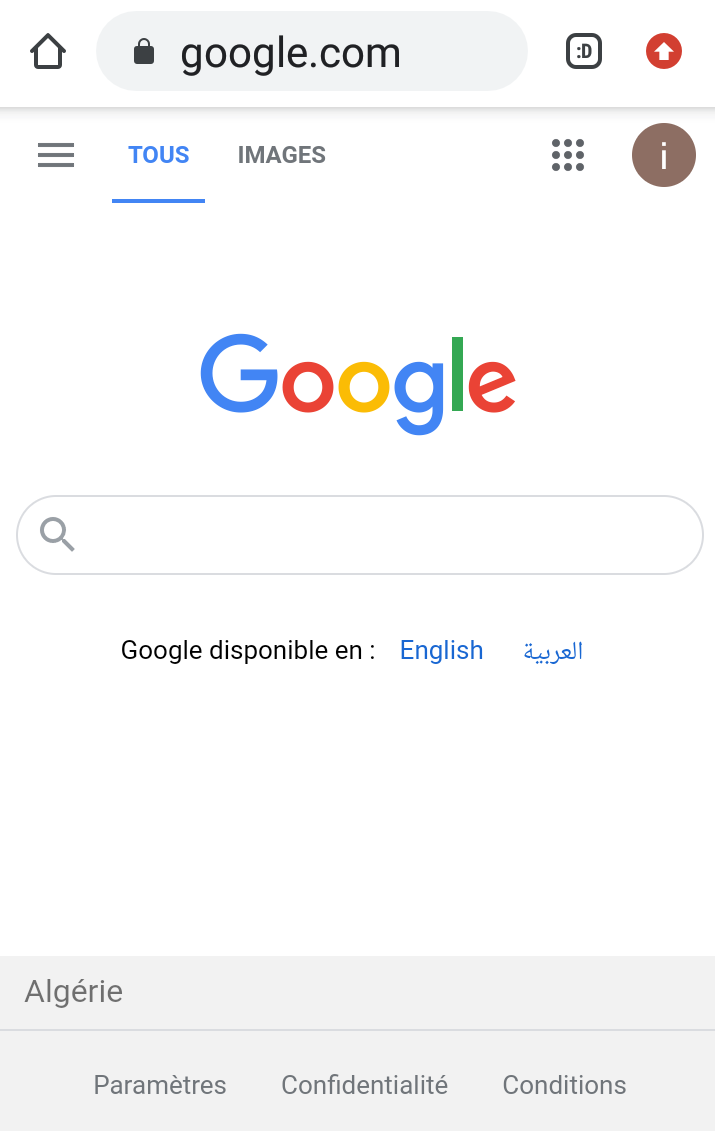 google.com :D
TOUS IMAGES i
Google
Google disponible en : English العربية
Algérie
Paramètres Confidentialité Conditions